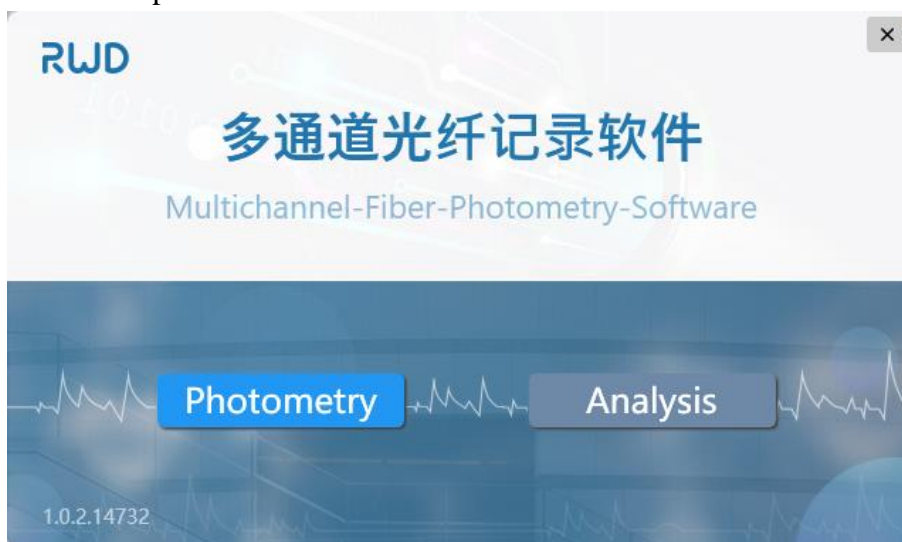 RWD
多通道光纤记录软件
Multichannel-Fiber-Photometry-Software
Photometry
Analysis
1.0.2.14732